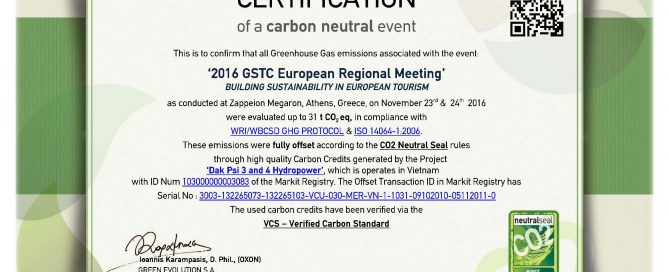 CERTIFICATION
of a carbon neutral event
This is to confirm that all Greenhouse Gas emissions associated with the event:
‘2016 GSTC European Regional Meeting’
BUILDING SUSTAINABILITY IN EUROPEAN TOURISM
as conducted at Zappeion Megaron, Athens, Greece, on November 23rd & 24th 2016
were evaluated up to 31 t CO2 eq, in compliance with
WRI/WBCSD GHG PROTOCOL & ISO 14064-1:2006.
These emissions were fully offset according to the CO2 Neutral Seal rules
through high quality Carbon Credits generated by the Project
‘Dak Psi 3 and 4 Hydropower’, which is operates in Vietnam
with ID Num 103000000003083 of the Markit Registry. The Offset Transaction ID in Markit Registry has
Serial No : 3003-132265073-132265103-VCU-030-MER-VN-1-1031-09102010-05112011-0
The used carbon credits have been verified via the
VCS – Verified Carbon Standard
neutralseal
CO2
event
Ioannis Karampasis, D. Phil., (OXON)
GREEN EVOLUTION S.A.